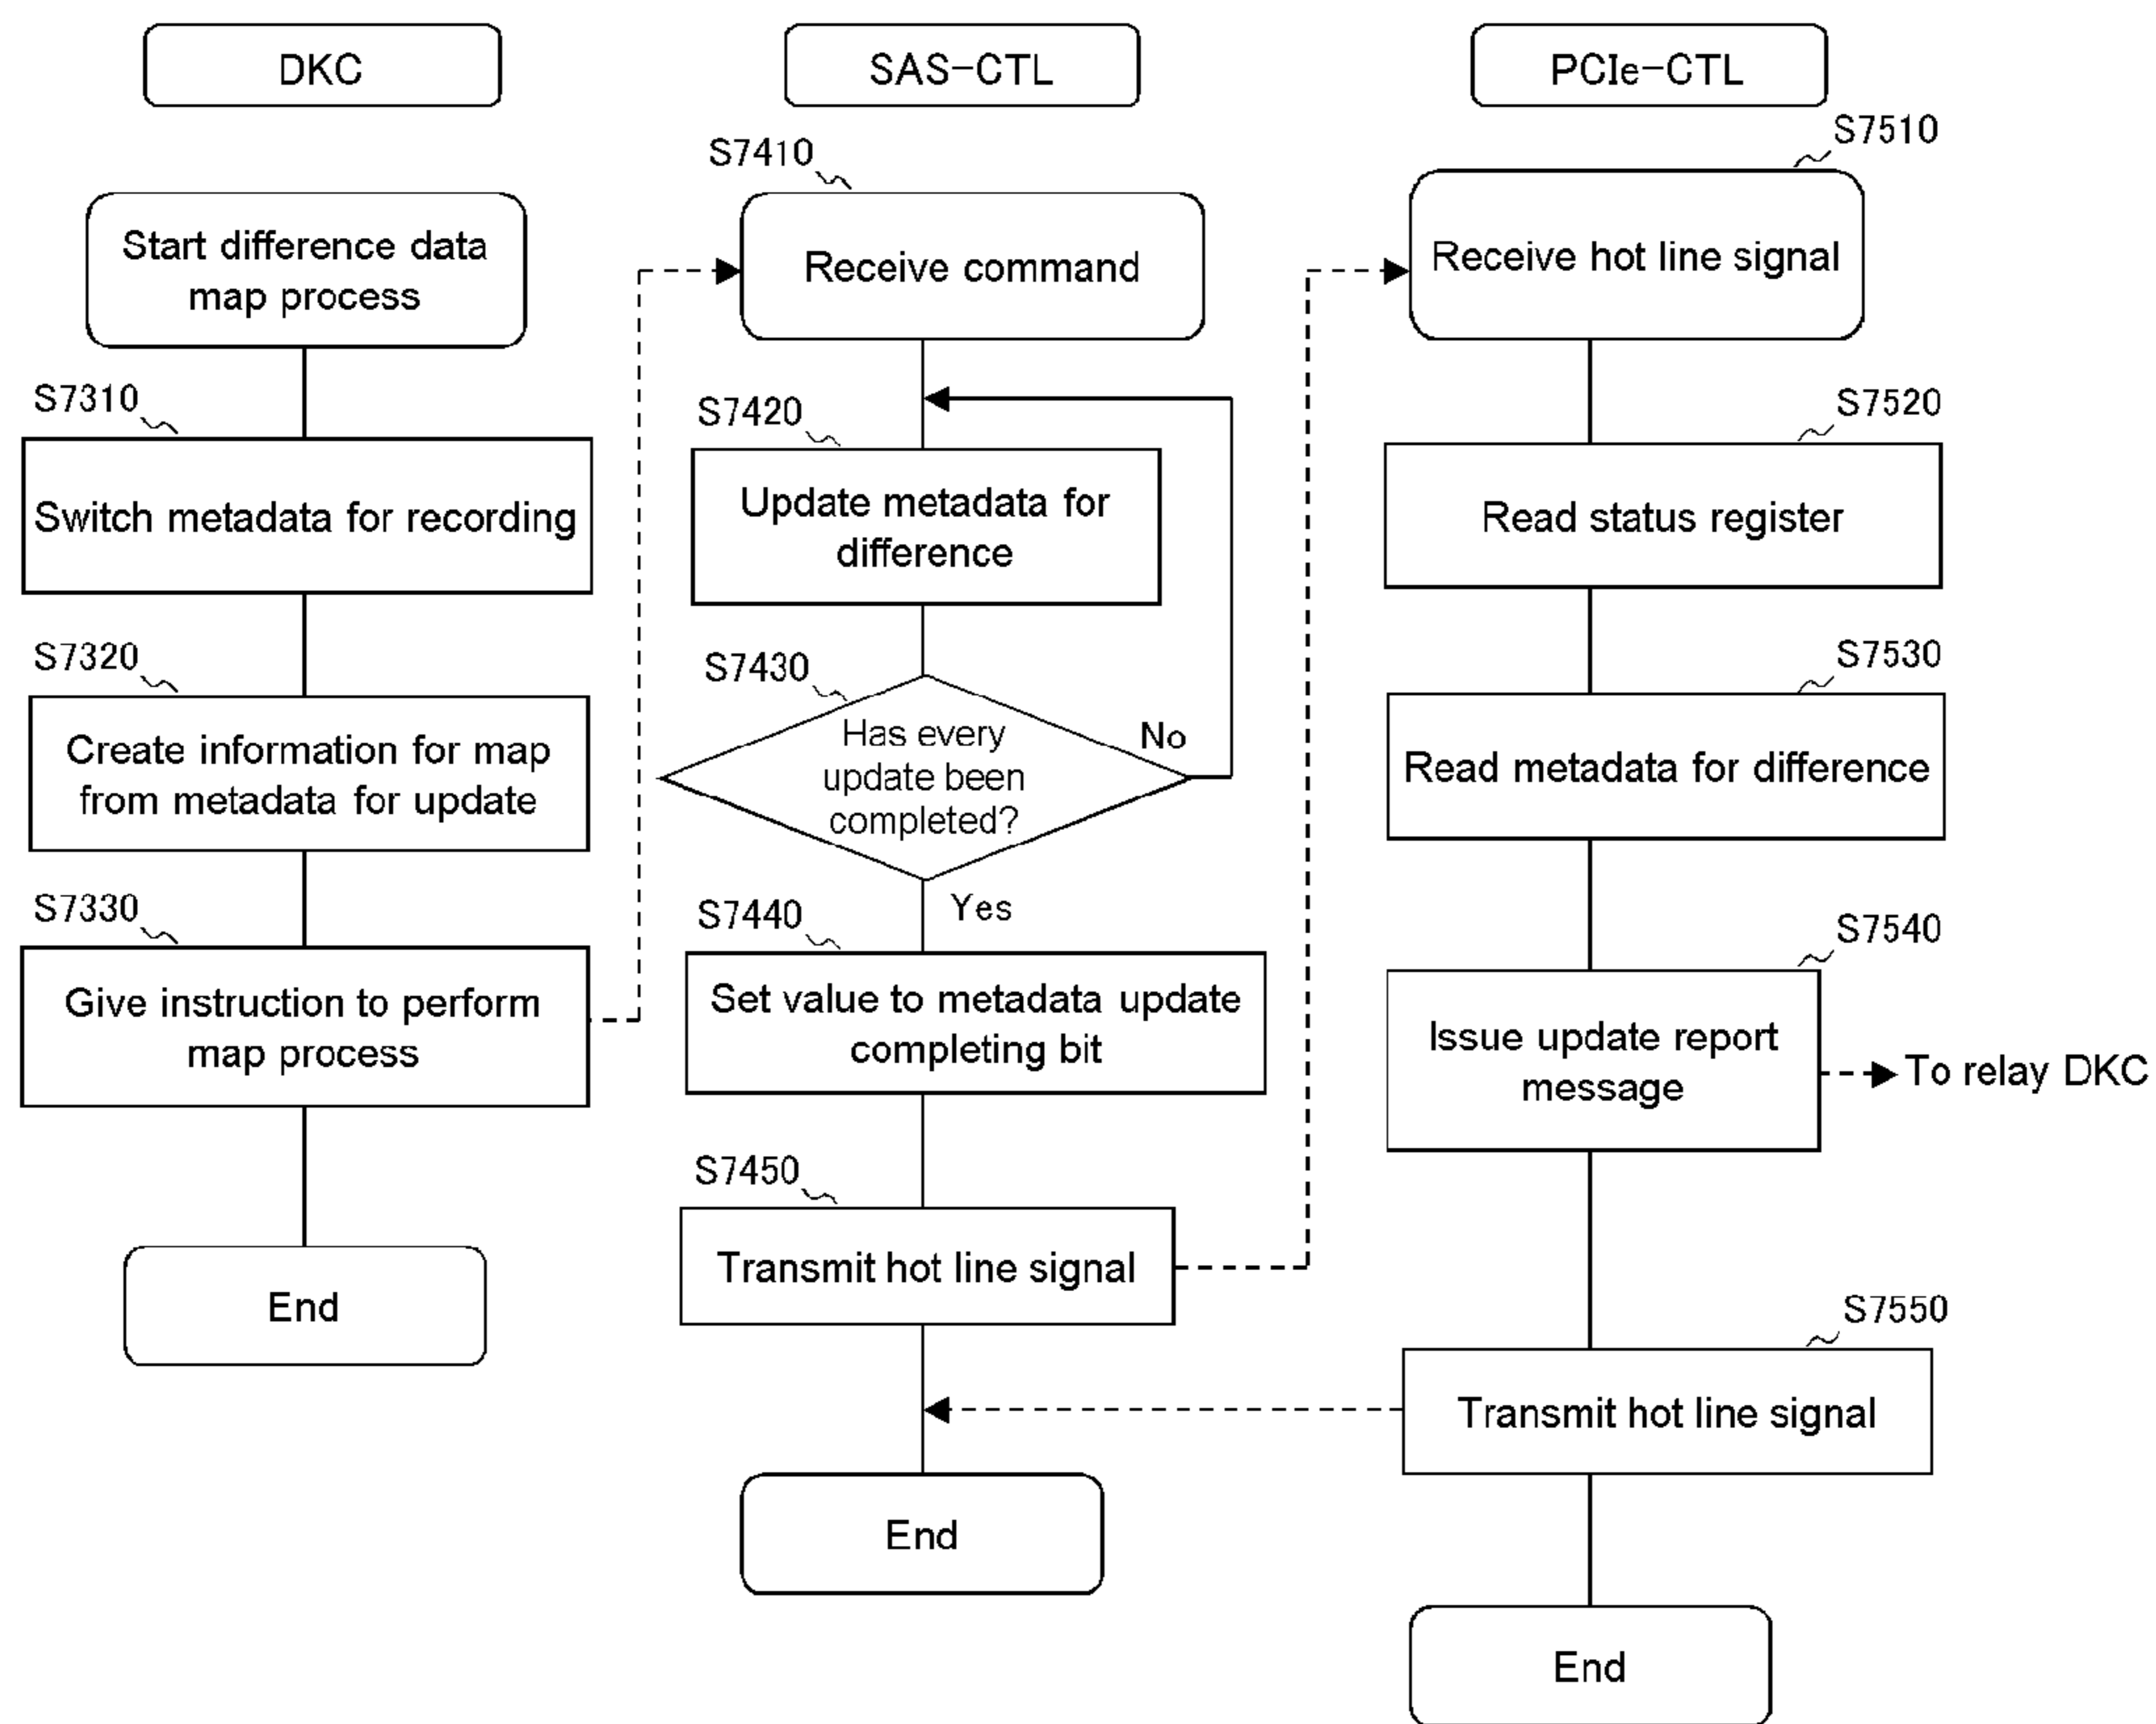 DKC
SAS-CTL
PCIe-CTL
Start difference data
map process
S7310
Switch metadata for recording
S7320
Create information for map
from metadata for update
S7330
Give instruction to perform
map process
End
S7410
Receive command
S7420
Update metadata for
difference
S7430
Has every
update been
completed?
No
Yes
S7440
Set value to metadata update
completing bit
S7450
Transmit hot line signal
End
S7510
Receive hot line signal
S7520
Read status register
S7530
Read metadata for difference
S7540
Issue update report
message
To relay DKC
S7550
Transmit hot line signal
End